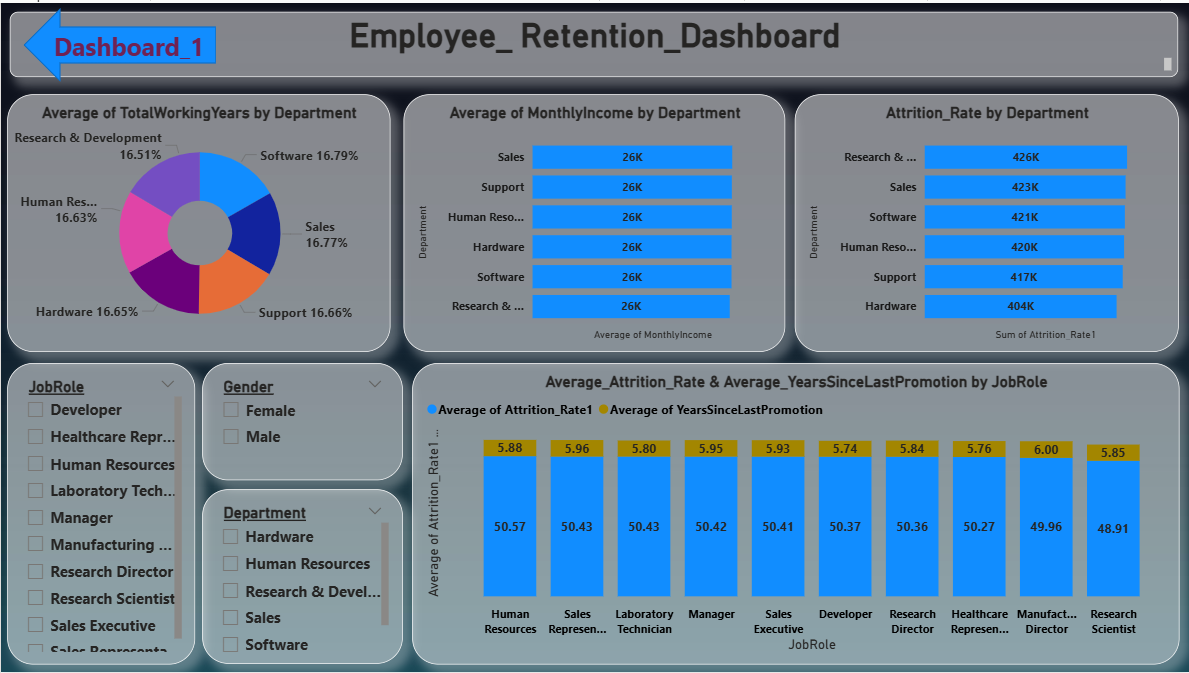 Dashboard_1
Employee_ Retention_Dashboard
Average of TotalWorkingYears by Department
Research & Development
16.51%
Software 16.79%
Human Res...
16.63%
Sales
16.77%
Hardware 16.65%
Support 16.66%
Average of MonthlyIncome by Department
Department
Sales 26K
Support 26K
Human Reso... 26K
Hardware 26K
Software 26K
Research & ... 26K
Average of MonthlyIncome
Attrition_Rate by Department
Department
Research & ... 426K
Sales 423K
Software 421K
Human Reso... 420K
Support 417K
Hardware 404K
Sum of Attrition_Rate1
JobRole
Developer
Healthcare Repr...
Human Resources
Laboratory Tech...
Manager
Manufacturing ...
Research Director
Research Scientist
Sales Executive
Sales Representa
Gender
Female
Male
Department
Hardware
Human Resources
Research & Devel...
Sales
Software
Average_Attrition_Rate & Average_YearsSinceLastPromotion by JobRole
Average of Attrition_Rate1 Average of YearsSinceLastPromotion
Average of Attrition_Rate1 ...
5.88 5.96 5.80 5.95 5.93 5.74 5.84 5.76 6.00 5.85
50.57 50.43 50.43 50.42 50.41 50.37 50.36 50.27 49.96 48.91
Human Sales Laboratory Manager Sales Developer Research Healthcare Manufact... Research
Resources Represen... Technician Executive Director Represen... Director Scientist
JobRole